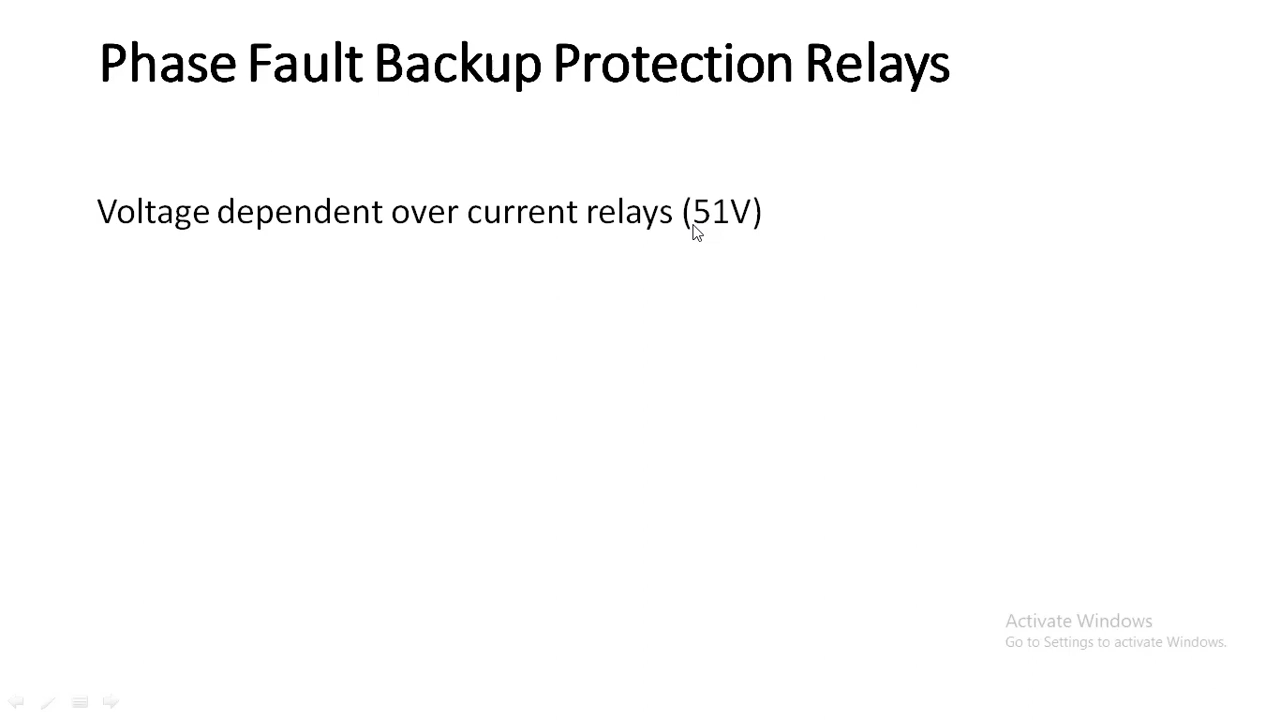 Phase Fault Backup Protection Relays
Voltage dependent over current relays (51V)
Activate Windows
Go to Settings to activate Windows.